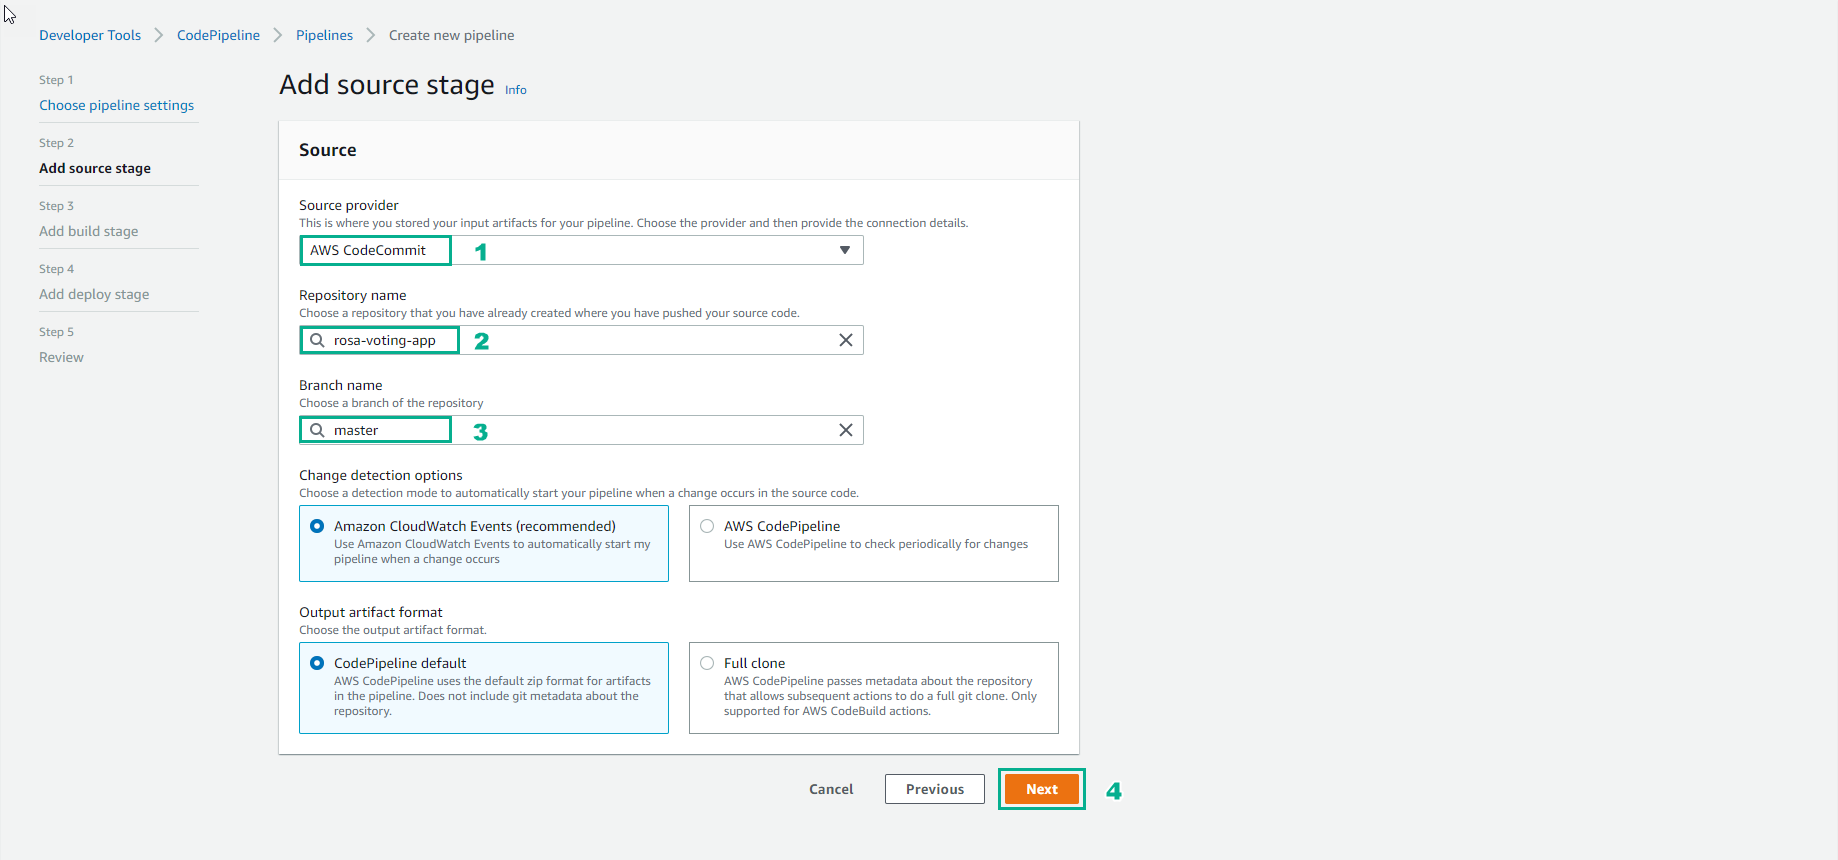 Developer Tools > CodePipeline > Pipelines > Create new pipeline
Step 1
Choose pipeline settings
Step 2
Add source stage
Step 3
Add build stage
Step 4
Add deploy stage
Step 5
Review
Add source stage Info
Source
Source provider
This is where you stored your input artifacts for your pipeline. Choose the provider and then provide the connection details.
AWS CodeCommit 1
Repository name
Choose a repository that you have already created where you have pushed your source code.
rosa-voting-app 2
Branch name
Choose a branch of the repository
master 3
Change detection options
Choose a detection mode to automatically start your pipeline when a change occurs in the source code.
Amazon CloudWatch Events (recommended)
Use Amazon CloudWatch Events to automatically start my
pipeline when a change occurs
AWS CodePipeline
Use AWS CodePipeline to check periodically for changes
Output artifact format
Choose the output artifact format.
CodePipeline default
AWS CodePipeline uses the default zip format for artifacts
in the pipeline. Does not include git metadata about the
repository.
Full clone
AWS CodePipeline passes metadata about the repository
that allows subsequent actions to do a full git clone. Only
supported for AWS CodeBuild actions.
Cancel Previous Next 4